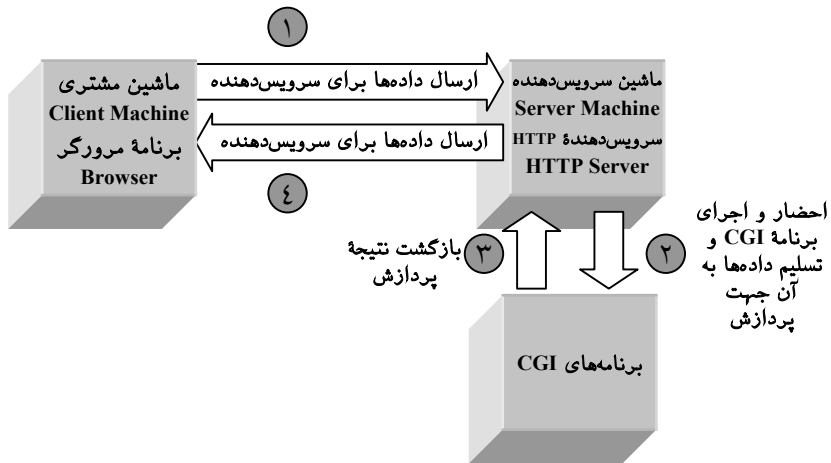 ۱
ماشین مشتری
Client Machine
برنامهٔ مرورگر
Browser
ارسال داده‌ها برای سرویس‌دهنده
ارسال داده‌ها برای سرویس‌دهنده
۴
ماشین سرویس‌دهنده
Server Machine
سرویس‌دهندهٔ HTTP
HTTP Server
احضار و اجرای
برنامهٔ CGI و
تسلیم داده‌ها به
آن جهت
پردازش
۲
۳
بازگشت نتیجهٔ
پردازش
برنامه‌های CGI